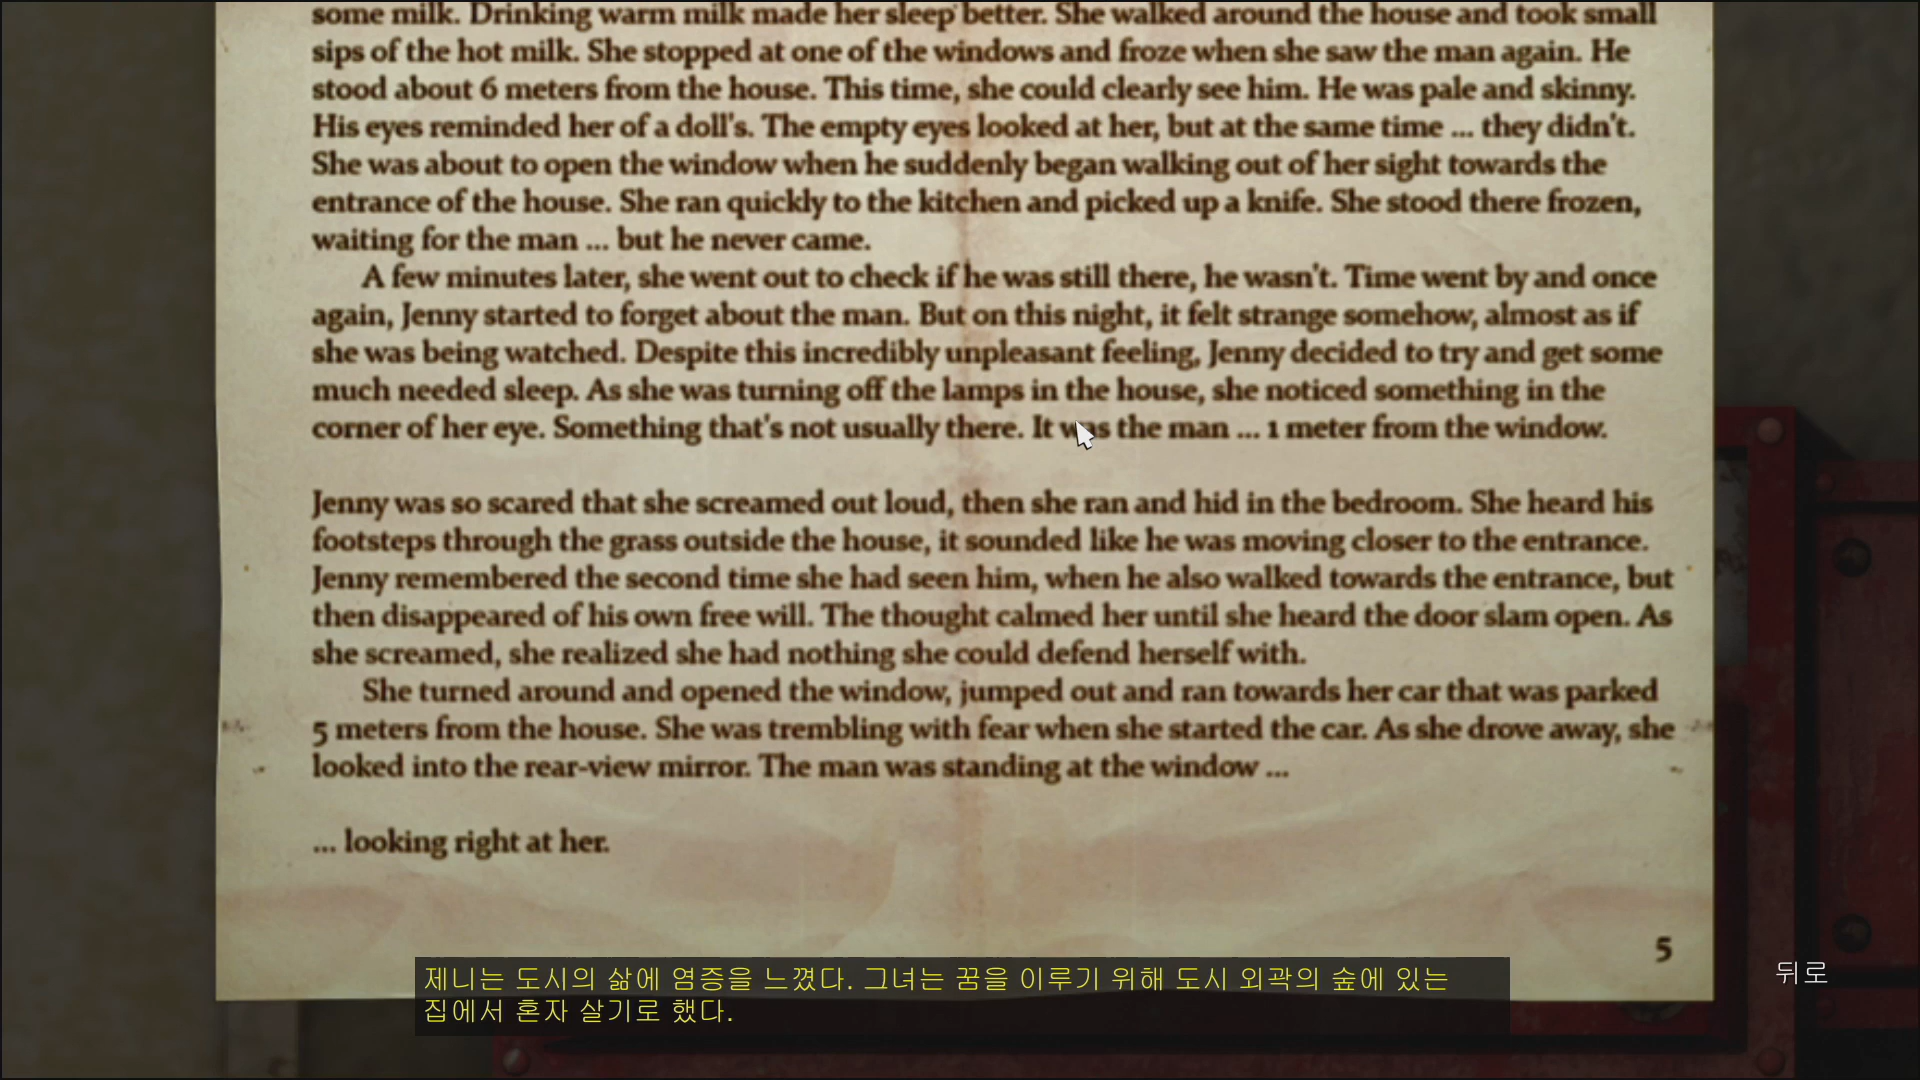 some milk. Drinking warm milk made her sleep better. She walked around the house and took small
sips of the hot milk. She stopped at one of the windows and froze when she saw the man again. He
stood about 6 meters from the house. This time, she could clearly see him. He was pale and skinny.
His eyes reminded her of a doll's. The empty eyes looked at her, but at the same time ... they didn't.
She was about to open the window when he suddenly began walking out of her sight towards the
entrance of the house. She ran quickly to the kitchen and picked up a knife. She stood there frozen,
waiting for the man ... but he never came.
A few minutes later, she went out to check if he was still there, he wasn't. Time went by and once
again, Jenny started to forget about the man. But on this night, it felt strange somehow, almost as if
she was being watched. Despite this incredibly unpleasant feeling, Jenny decided to try and get some
much needed sleep. As she was turning off the lamps in the house, she noticed something in the
corner of her eye. Something that's not usually there. It was the man ... 1 meter from the window.
Jenny was so scared that she screamed out loud, then she ran and hid in the bedroom. She heard his
footsteps through the grass outside the house, it sounded like he was moving closer to the entrance.
Jenny remembered the second time she had seen him, when he also walked towards the entrance, but
then disappeared of his own free will. The thought calmed her until she heard the door slam open. As
she screamed, she realized she had nothing she could defend herself with.
She turned around and opened the window, jumped out and ran towards her car that was parked
5 meters from the house. She was trembling with fear when she started the car. As she drove away, she
looked into the rear-view mirror. The man was standing at the window ...
... looking right at her.
5
제니는 도시의 삶에 염증을 느꼈다. 그녀는 꿈을 이루기 위해 도시 외곽의 숲에 있는
집에서 혼자 살기로 했다.
뒤로